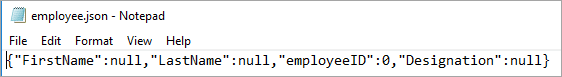 employee.json - Notepad
File Edit Format View Help
{"FirstName":null,"LastName":null,"employeeID":0,"Designation":null}